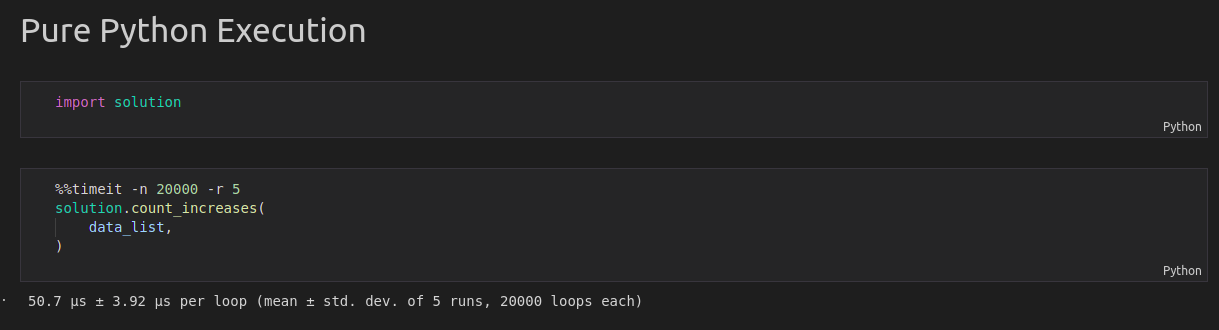 Pure Python Execution
import solution
Python
%%timeit -n 20000 -r 5
solution.count_increases(
data_list,
)
Python
50.7 µs ± 3.92 µs per loop (mean ± std. dev. of 5 runs, 20000 loops each)